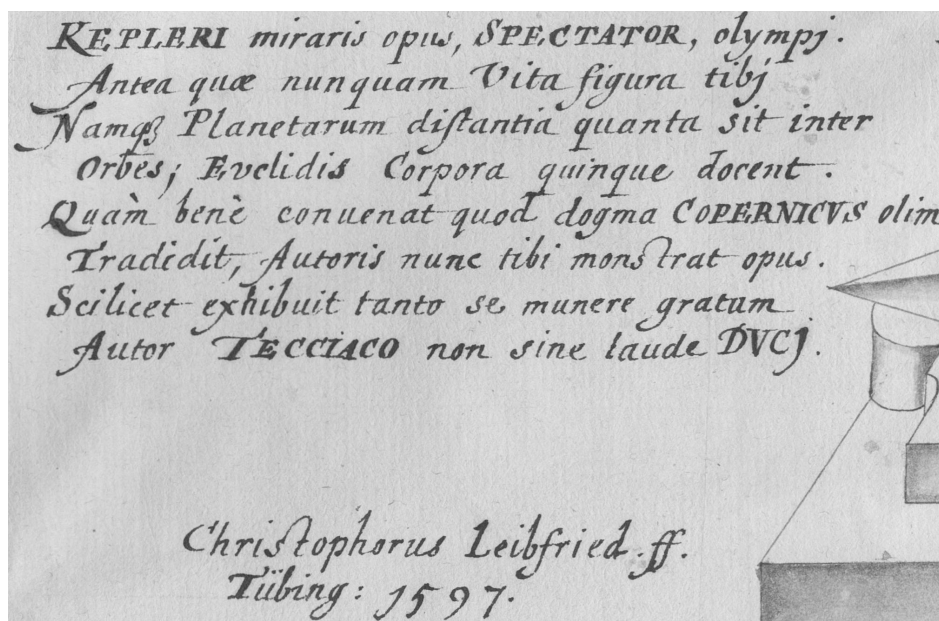 KEPLERI miraris opus, SPECTATOR, olympj.
Antea quæ nunquam Vita figura tibj
Namqꝫ Planetarum diſtantia quanta sit inter
Orbes; Evclidis Corpora quinque docent.
Quàm benè conuenat quod dogma COPERNICVS olim
Tradidit, Autoris nunc tibi monſtrat opus.
Scilicet exhibuit tanto se munere gratum
Autor TECCIACO non sine laude DVCJ.
Chriſtophorus Leibfried. ff.
Tübing: 1597.